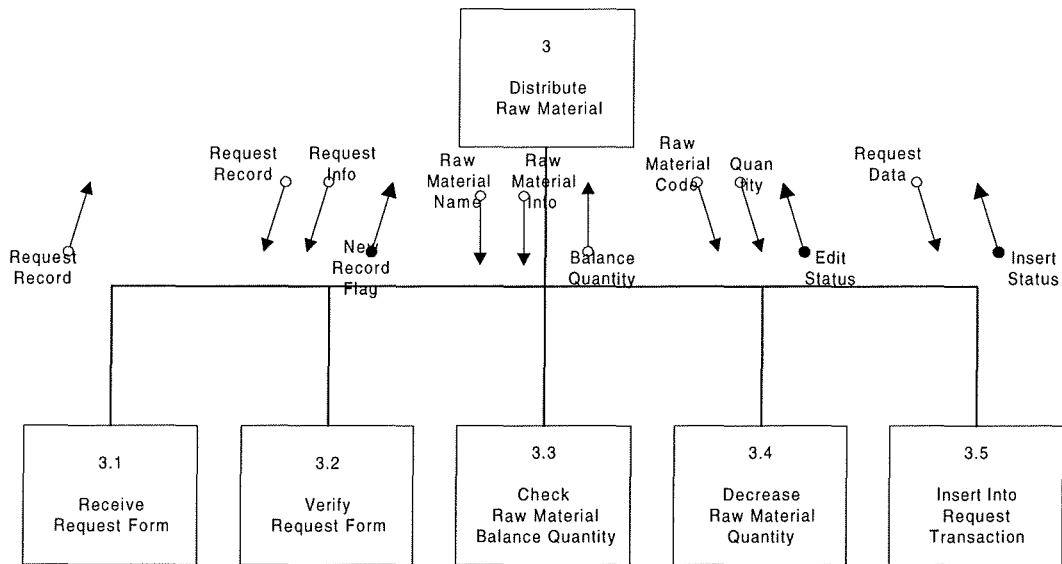 3
Distribute
Raw Material
Request
Record
Request
Record
Request
Info
New
Record
Flag
Raw
Material
Name
Raw
Material
Info
Balance
Quantity
Raw
Material
Code
Quan
tity
Edit
Status
Request
Data
Insert
Status
3.1
Receive
Request Form
3.2
Verify
Request Form
3.3
Check
Raw Material
Balance Quantity
3.4
Decrease
Raw Material
Quantity
3.5
Insert Into
Request
Transaction